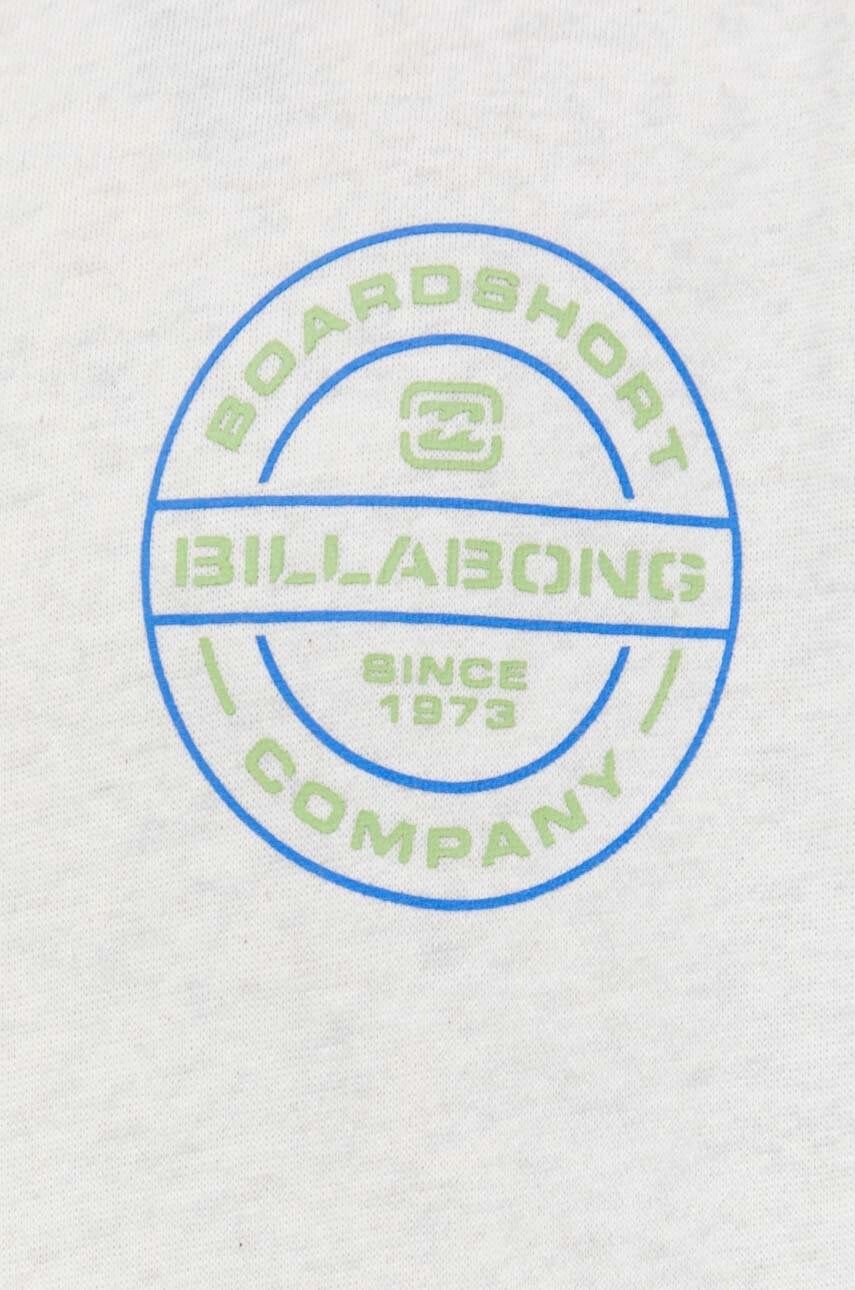 BOARDSHORT
BILLABONG
SINCE
1973
COMPANY